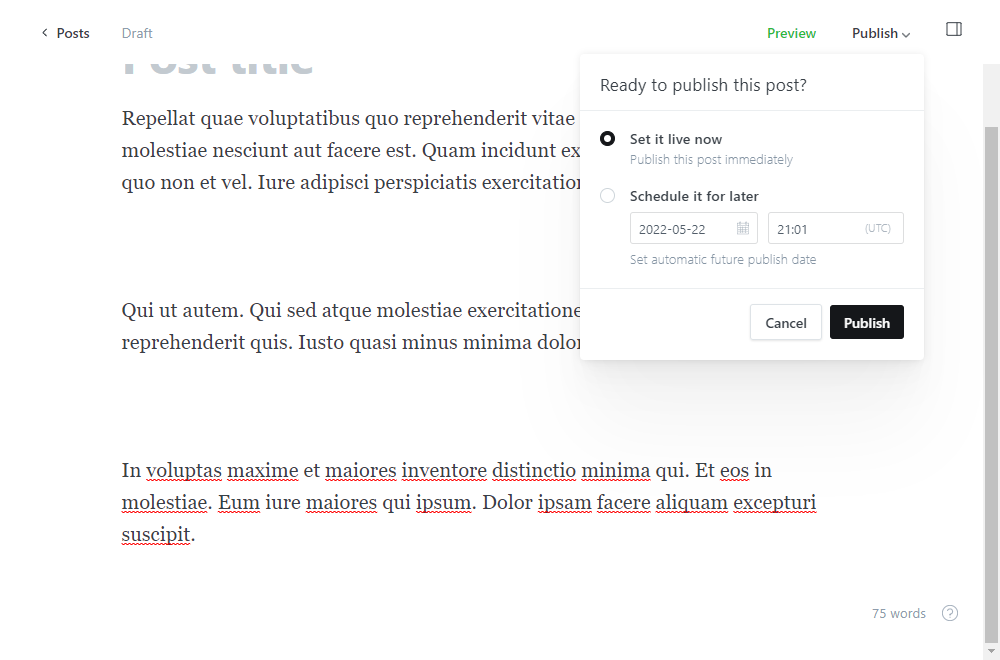 Posts
Draft
Preview
Publish
Post title
Ready to publish this post?
Set it live now
Publish this post immediately
Schedule it for later
2022-05-22
21:01
(UTC)
Set automatic future publish date
Cancel
Publish
Repellat quae voluptatibus quo reprehenderit vitae
molestiae nesciunt aut facere est. Quam incidunt
quo non et vel. Iure adipisci perspiciatis
Qui ut autem. Qui sed atque molestiae
reprehenderit quis. Iusto quasi minus minima
In voluptas maxime et maiores inventore distinctio minima qui. Et eos in
molestiae. Eum iure maiores qui ipsum. Dolor ipsam facere aliquam excepturi
suscipit.
75 words
?